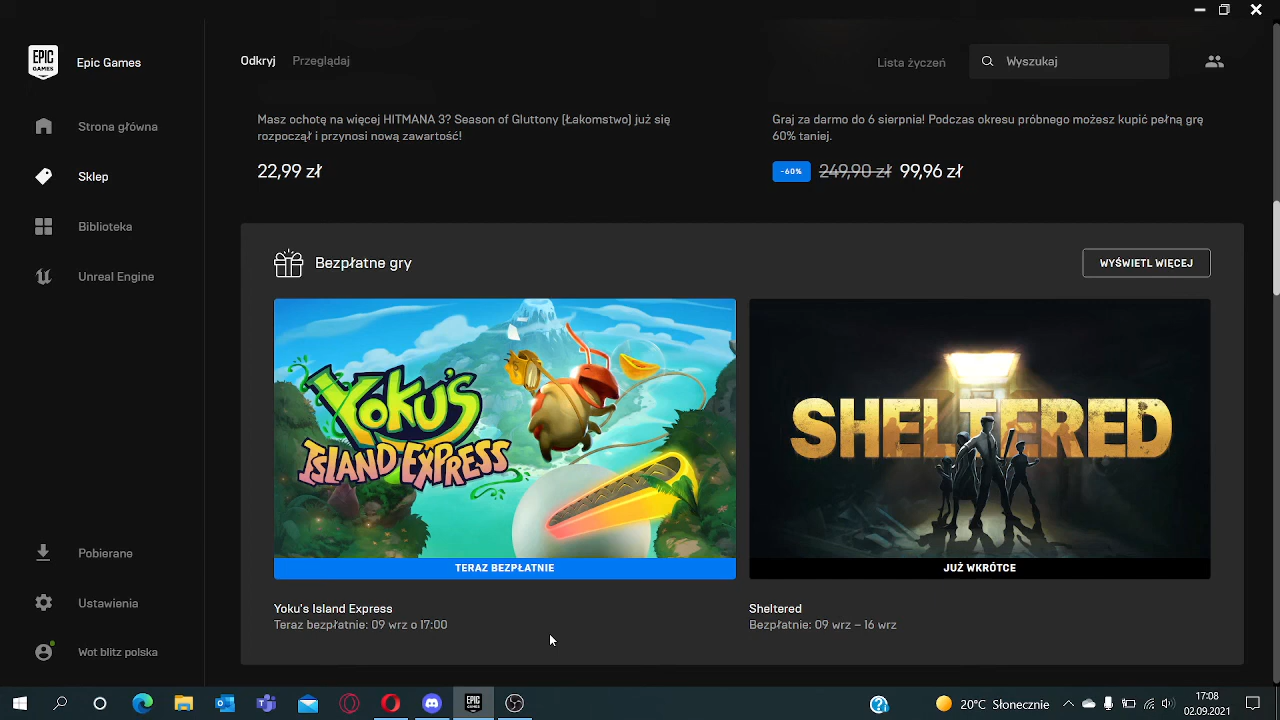 EPIC
GAMES
Epic Games
Strona główna
Sklep
Biblioteka
Unreal Engine
Pobierane
Ustawienia
Wot blitz polska
Odkryj
Przeglądaj
Lista życzeń
Wyszukaj
Masz ochotę na więcej HITMANA 3? Season of Gluttony (Łakomstwo) już się
rozpoczął i przynosi nową zawartość!
22,99 zł
Graj za darmo do 6 sierpnia! Podczas okresu próbnego możesz kupić pełną grę
60% taniej.
-60% 249,90 zł 99,96 zł
Bezpłatne gry
WYŚWIETL WIĘCEJ
YOKU'S
ISLAND EXPRESS
TERAZ BEZPŁATNIE
Yoku's Island Express
Teraz bezpłatnie: 09 wrz o 17:00
SHELTERED
JUŻ WKRÓTCE
Sheltered
Bezpłatnie: 09 wrz – 16 wrz
EPIC
GAMES
20°C Słonecznie
17:08
02.09.2021